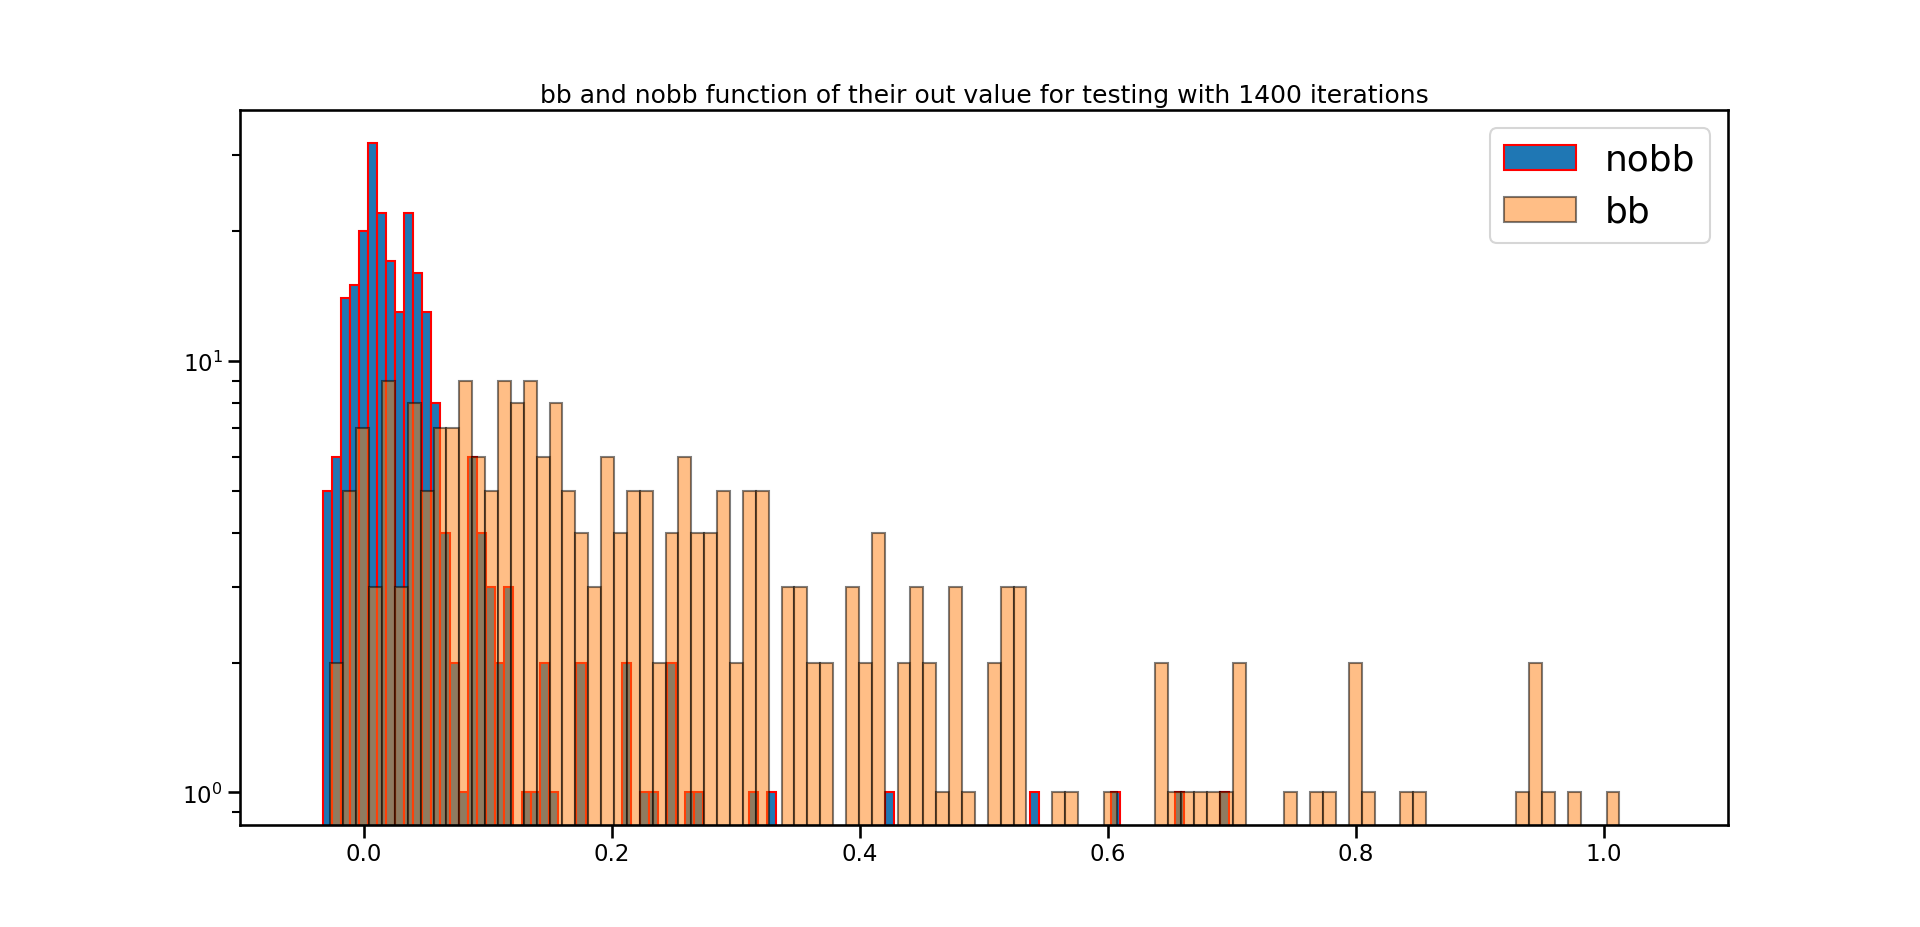 bb and nobb function of their out value for testing with 1400 iterations
nobb
bb
10¹
10⁰
0.0 0.2 0.4 0.6 0.8 1.0